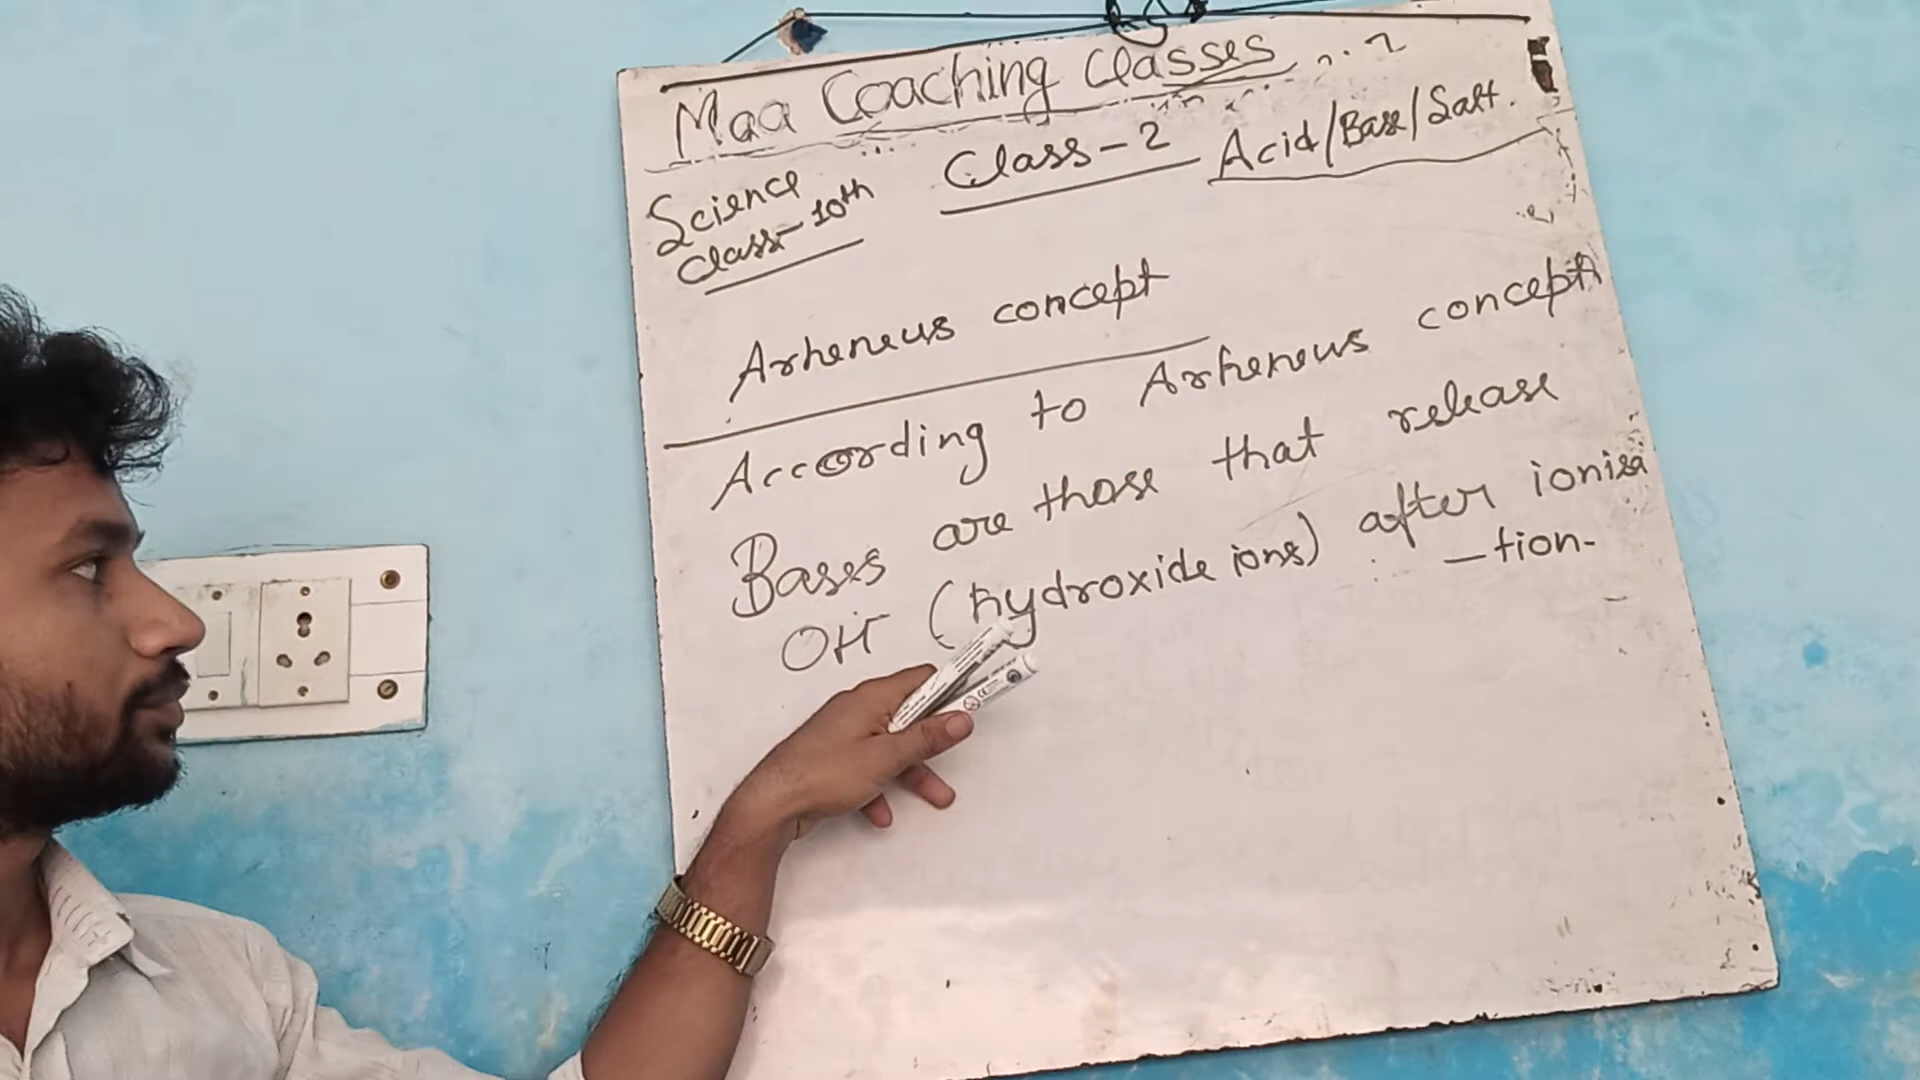 Maa Coaching Classes
Science Class-2 Acid/Base/Salt.
Class-10th
Arheneus concept
According to Arheneus concept
Bases are those that release
OH⁻ (hydroxide ions) after ionisa
-tion-